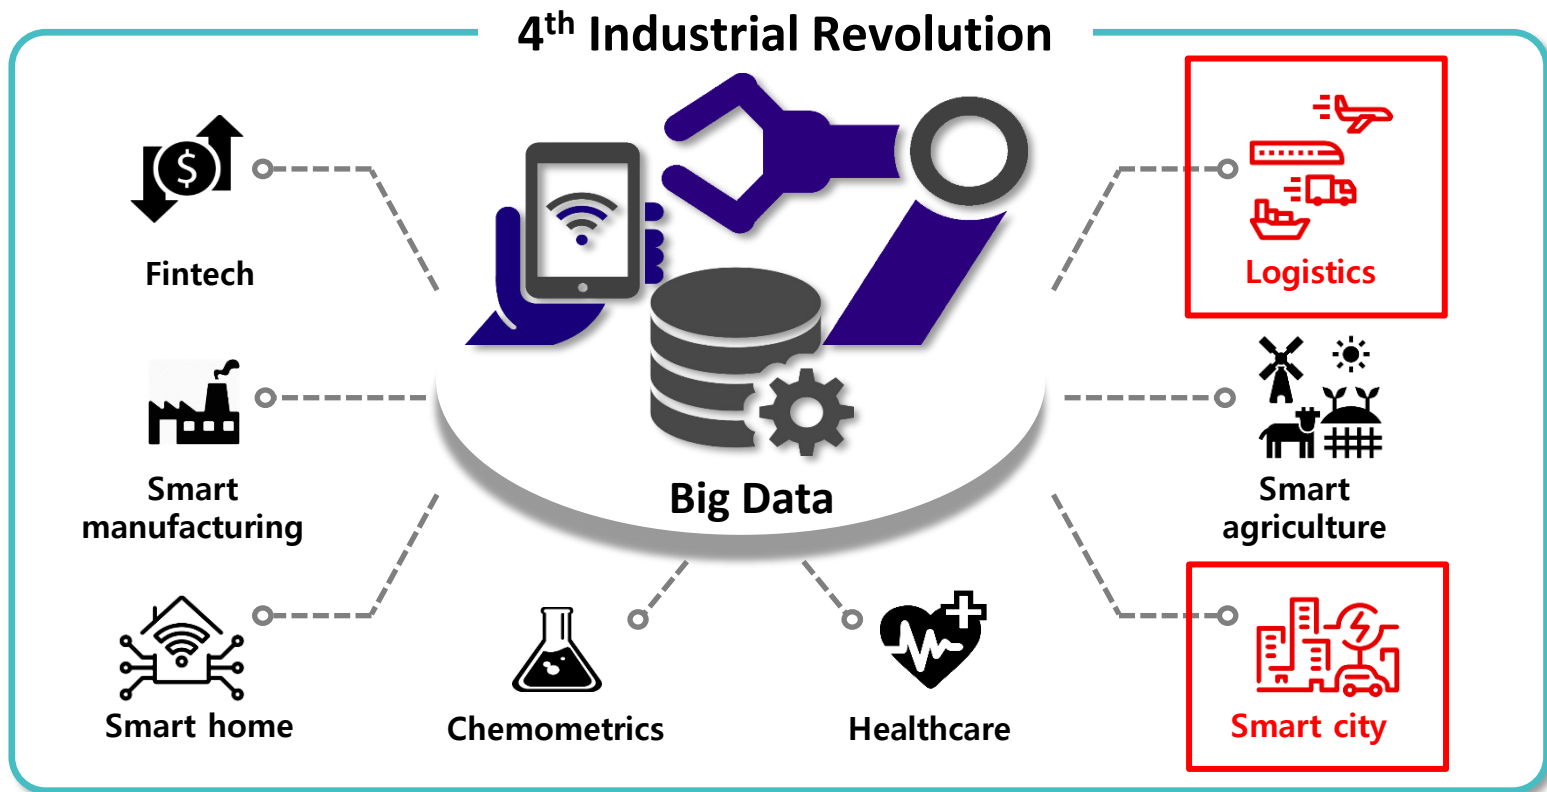 4th Industrial Revolution
$
Fintech
Logistics
Smart
manufacturing
Big Data
Smart
agriculture
Smart home
Chemometrics
Healthcare
Smart city